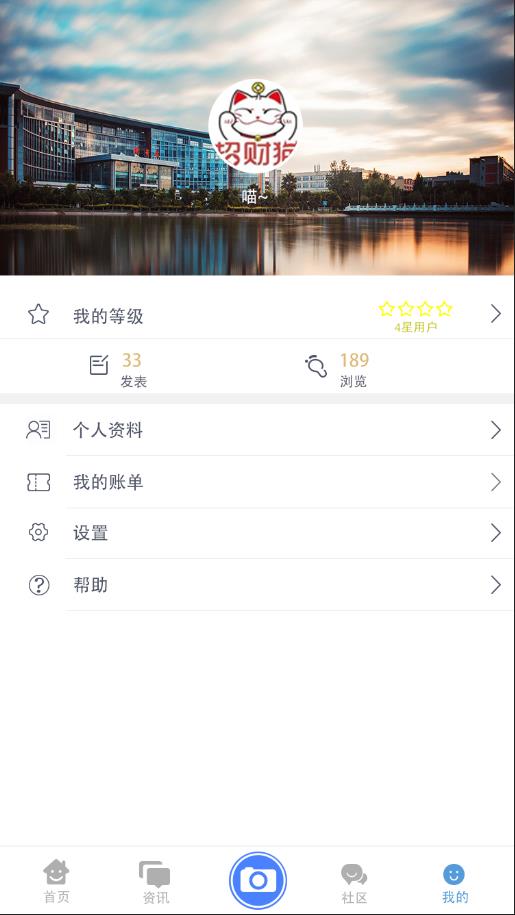 招财猫
喵~
我的等级
4星用户
33
发表
189
浏览
个人资料
我的账单
设置
帮助
首页
资讯
社区
我的